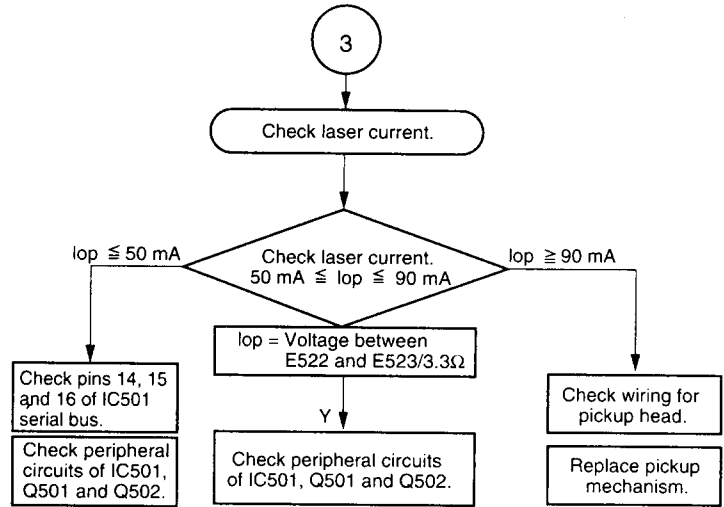 3
Check laser current.
Iop ≦ 50 mA
Check laser current.
50 mA ≦ Iop ≦ 90 mA
Iop ≧ 90 mA
Iop = Voltage between
E522 and E523/3.3Ω
Check pins 14, 15
and 16 of IC501
serial bus.
Check peripheral
circuits of IC501,
Q501 and Q502.
Y
Check peripheral circuits
of IC501, Q501 and Q502.
Check wiring for
pickup head.
Replace pickup
mechanism.